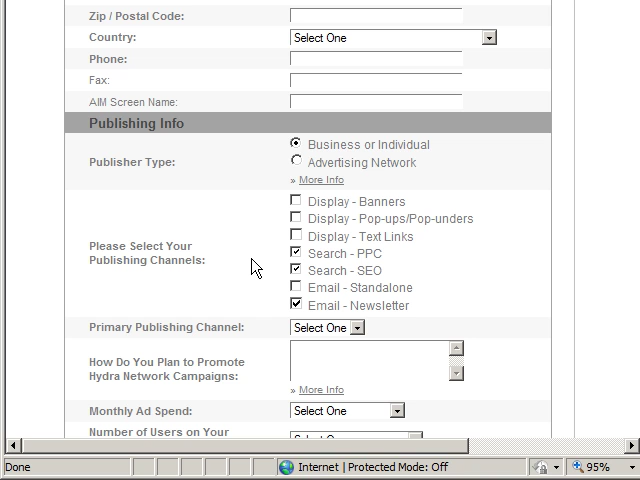 Zip / Postal Code:
Country: Select One
Phone:
Fax:
AIM Screen Name:
Publishing Info
Publisher Type:
Business or Individual
Advertising Network
» More Info
Please Select Your
Publishing Channels:
Display - Banners
Display - Pop-ups/Pop-unders
Display - Text Links
Search - PPC
Search - SEO
Email - Standalone
Email - Newsletter
Primary Publishing Channel: Select One
How Do You Plan to Promote
Hydra Network Campaigns:
» More Info
Monthly Ad Spend: Select One
Number of Users on Your
Select One
Done Internet | Protected Mode: Off 95%